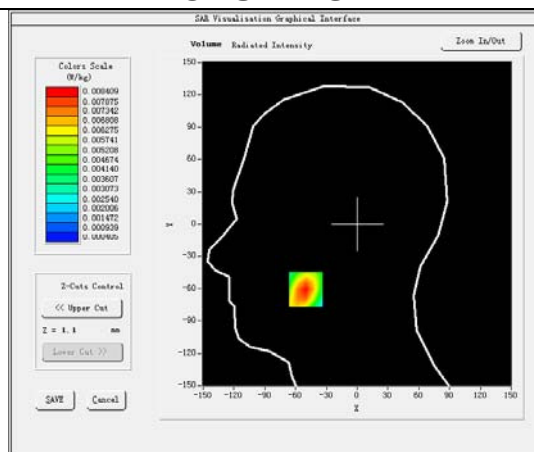 SAR Visualisation Graphical Interface
Volume Radiated Intensity
Zoom In/Out
Colors Scale
(W/kg)
0.008409
0.007875
0.007342
0.006808
0.006275
0.005741
0.005208
0.004674
0.004140
0.003607
0.003073
0.002540
0.002006
0.001472
0.000939
0.000405
Z-Cuts Control
<< Upper Cut
Z = 1.1 mm
Lower Cut >>
SAVE
Cancel
150
120
90
60
30
0
-30
-60
-90
-120
-150
Y
-150 -120 -90 -60 -30 0 30 60 90 120 150
X